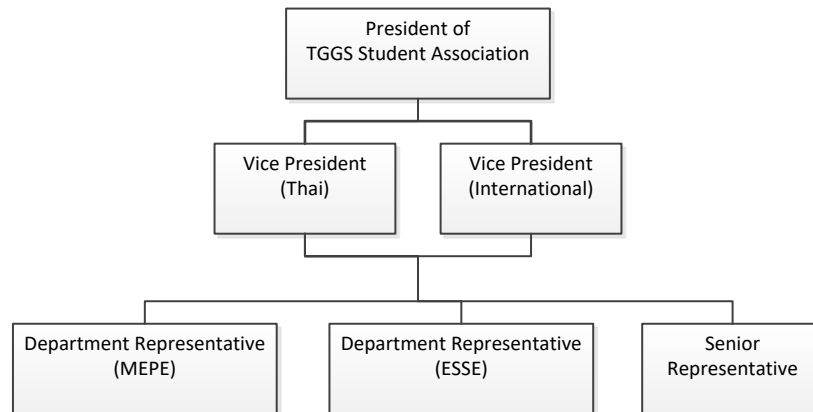 President of
TGGS Student Association
Vice President
(Thai)
Vice President
(International)
Department Representative
(MEPE)
Department Representative
(ESSE)
Senior
Representative